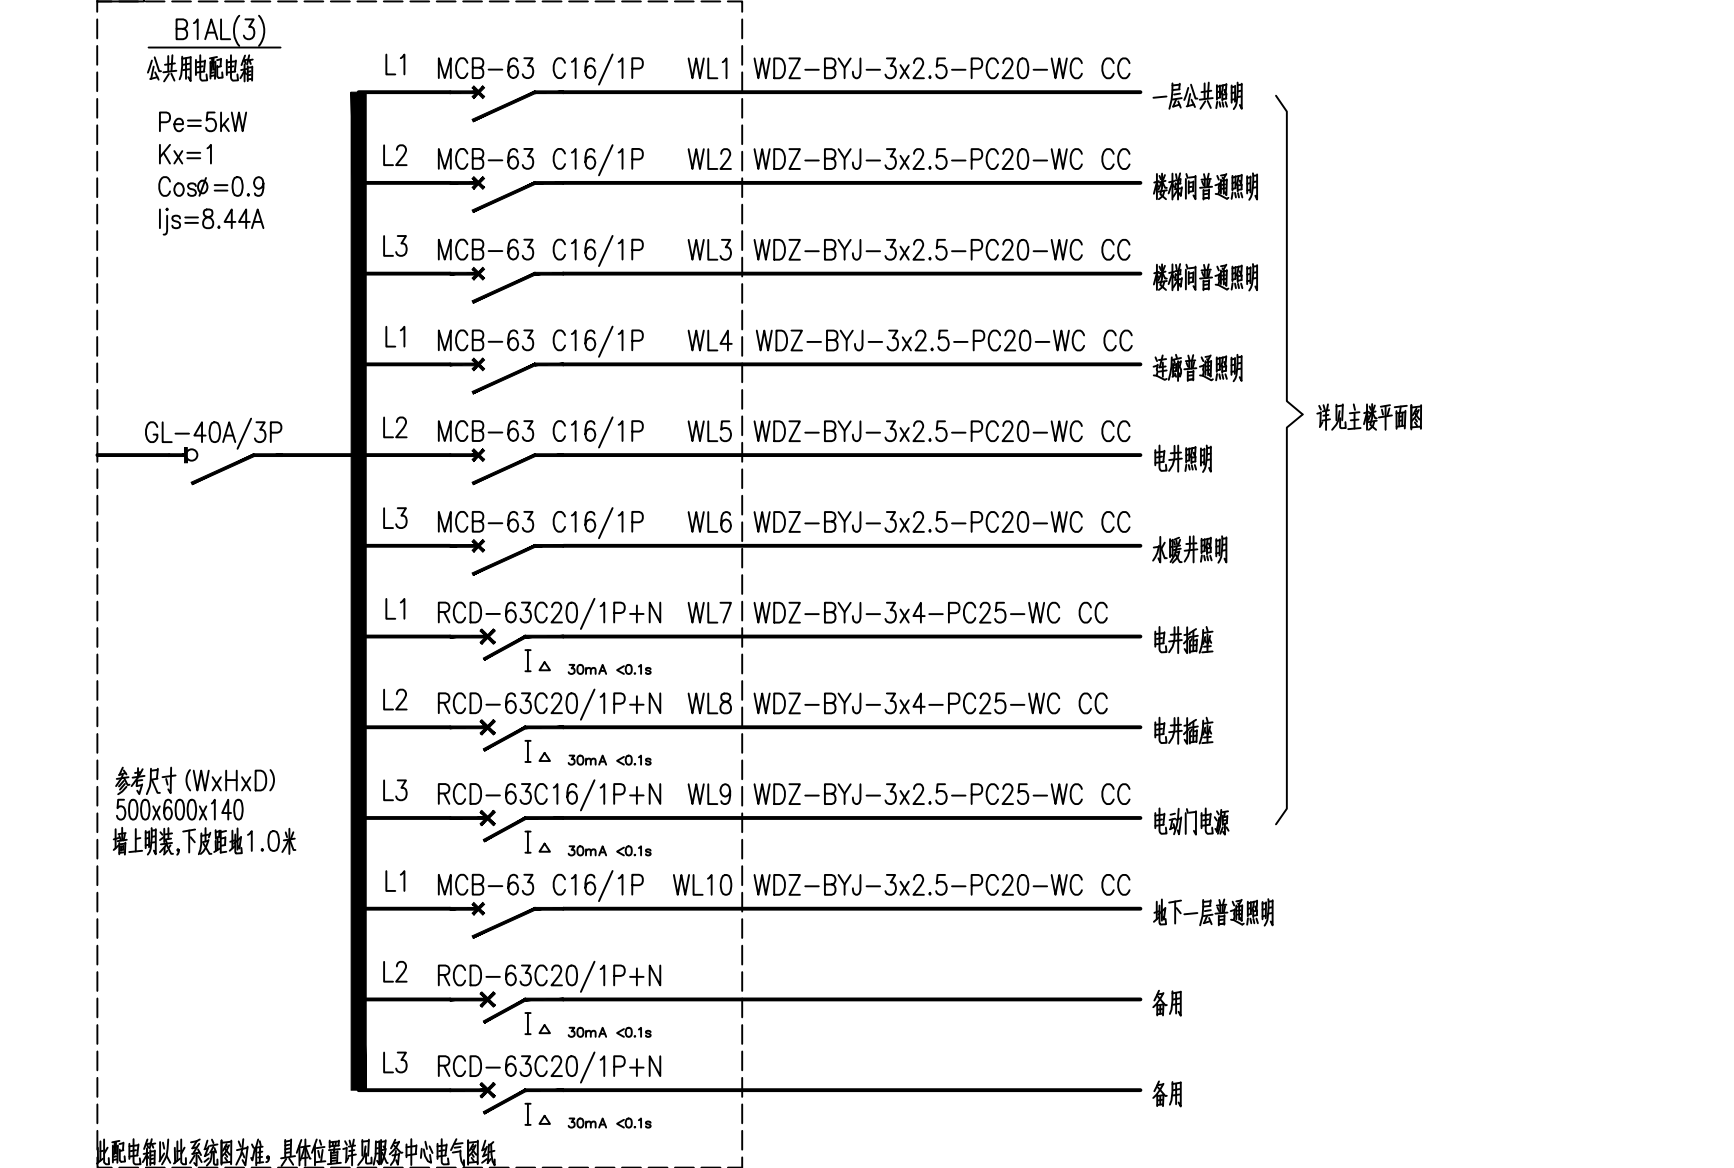 B1AL(3)
公共用电配电箱
Pe=5kW
Kx=1
Cosø=0.9
Ijs=8.44A
GL-40A/3P
参考尺寸(WxHxD)
500x600x140
墙上明装,下皮距地1.0米
L1 MCB-63 C16/1P WL1 WDZ-BYJ-3x2.5-PC20-WC CC
一层公共照明
L2 MCB-63 C16/1P WL2 WDZ-BYJ-3x2.5-PC20-WC CC
楼梯间普通照明
L3 MCB-63 C16/1P WL3 WDZ-BYJ-3x2.5-PC20-WC CC
楼梯间普通照明
L1 MCB-63 C16/1P WL4 WDZ-BYJ-3x2.5-PC20-WC CC
连廊普通照明
L2 MCB-63 C16/1P WL5 WDZ-BYJ-3x2.5-PC20-WC CC
电井照明
L3 MCB-63 C16/1P WL6 WDZ-BYJ-3x2.5-PC20-WC CC
水暖井照明
L1 RCD-63C20/1P+N WL7 WDZ-BYJ-3x4-PC25-WC CC
电井插座
I△ 30mA <0.1s
L2 RCD-63C20/1P+N WL8 WDZ-BYJ-3x4-PC25-WC CC
电井插座
I△ 30mA <0.1s
L3 RCD-63C16/1P+N WL9 WDZ-BYJ-3x2.5-PC25-WC CC
电动门电源
I△ 30mA <0.1s
L1 MCB-63 C16/1P WL10 WDZ-BYJ-3x2.5-PC20-WC CC
地下一层普通照明
L2 RCD-63C20/1P+N
备用
I△ 30mA <0.1s
L3 RCD-63C20/1P+N
备用
I△ 30mA <0.1s
详见主楼平面图
此配电箱以此系统图为准，具体位置详见服务中心电气图纸